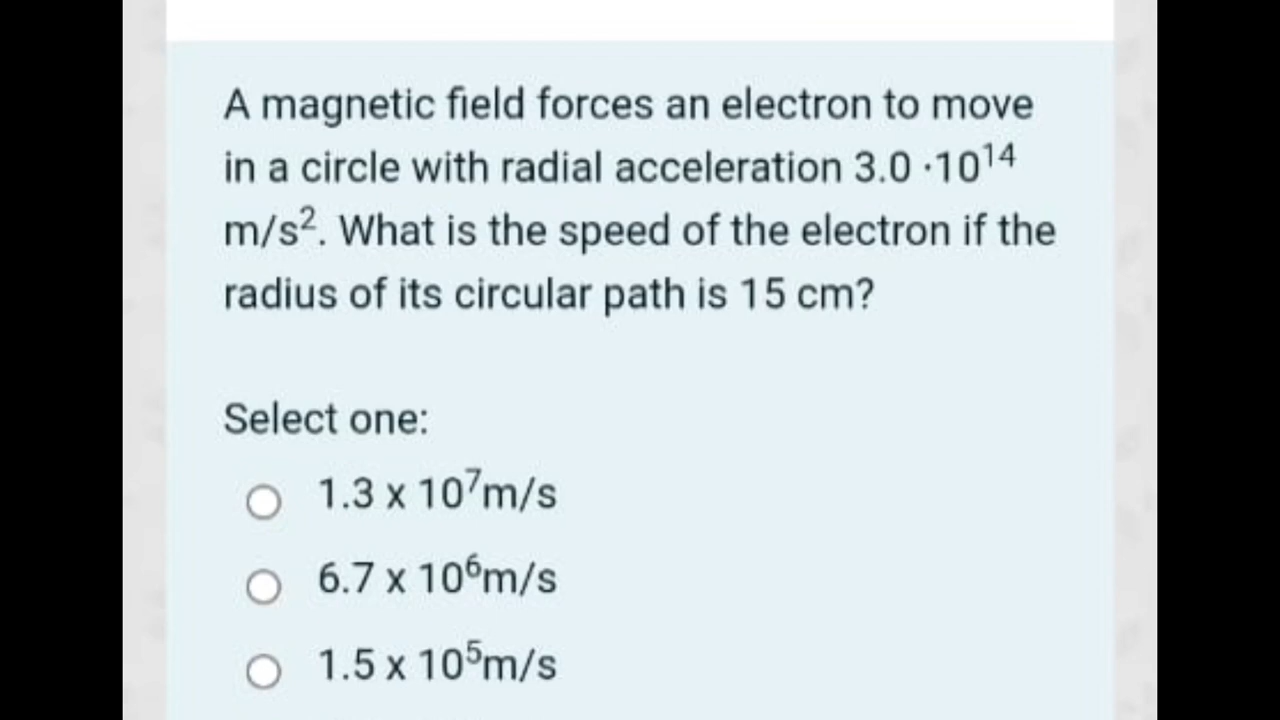 A magnetic field forces an electron to move
in a circle with radial acceleration 3.0 ·10¹⁴
m/s². What is the speed of the electron if the
radius of its circular path is 15 cm?
Select one:
1.3 x 10⁷m/s
6.7 x 10⁶m/s
1.5 x 10⁵m/s